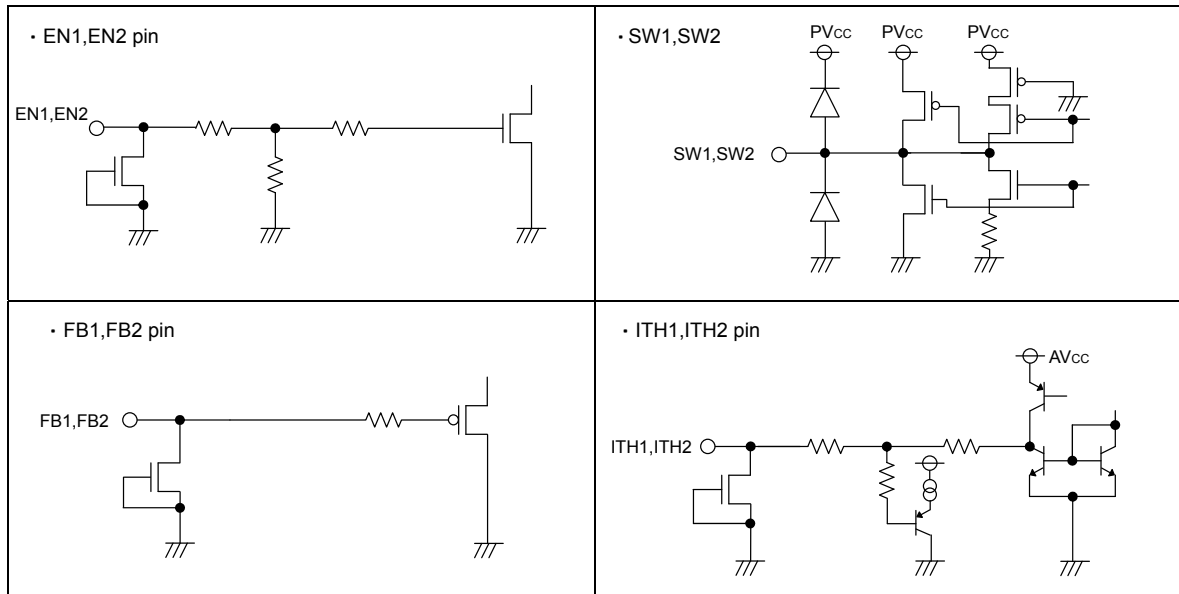 ・EN1,EN2 pin
EN1,EN2
・SW1,SW2
PVCC
PVCC
PVCC
SW1,SW2
・FB1,FB2 pin
FB1,FB2
・ITH1,ITH2 pin
AVCC
ITH1,ITH2